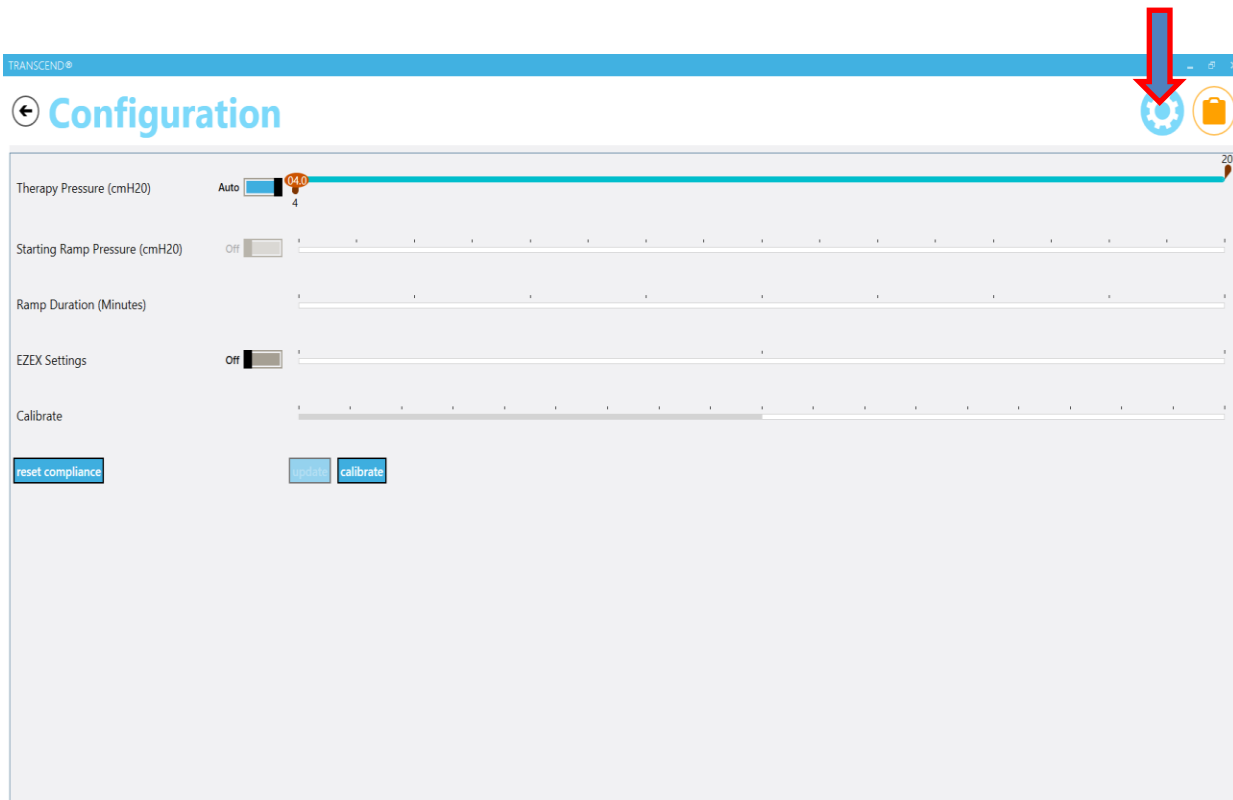 TRANSCEND®
Configuration
20
Therapy Pressure (cmH20) Auto 04.0
4
Starting Ramp Pressure (cmH20) Off
Ramp Duration (Minutes)
EZEX Settings Off
Calibrate
reset compliance update calibrate